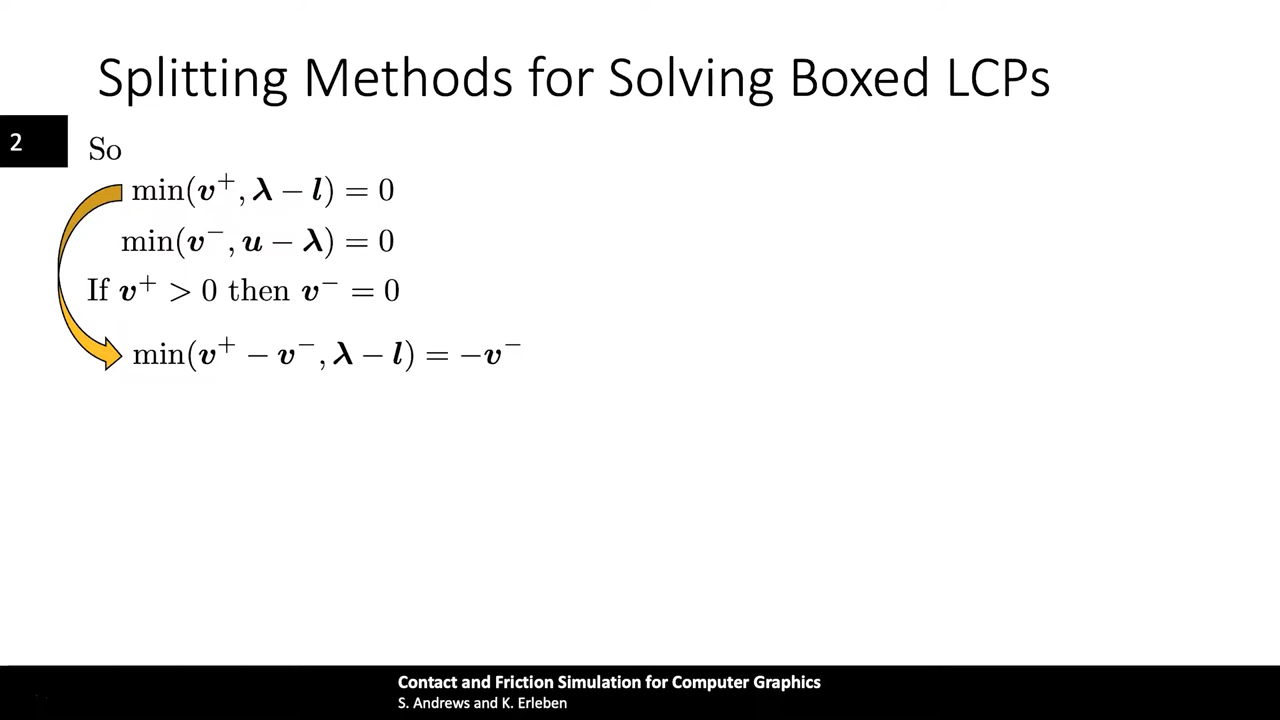 Splitting Methods for Solving Boxed LCPs
2
So
min(v⁺, λ − l) = 0
min(v⁻, u − λ) = 0
If v⁺ > 0 then v⁻ = 0
min(v⁺ − v⁻, λ − l) = −v⁻
Contact and Friction Simulation for Computer Graphics
S. Andrews and K. Erleben